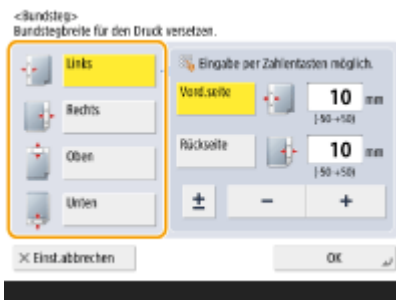 <Bundsteg>
Bundstegbreite für den Druck versetzen.
Links
Rechts
Oben
Unten
Eingabe per Zahlentasten möglich.
Vord.seite
10 mm
(-50~+50)
Rückseite
10 mm
(-50~+50)
± − +
× Einst.abbrechen
OK